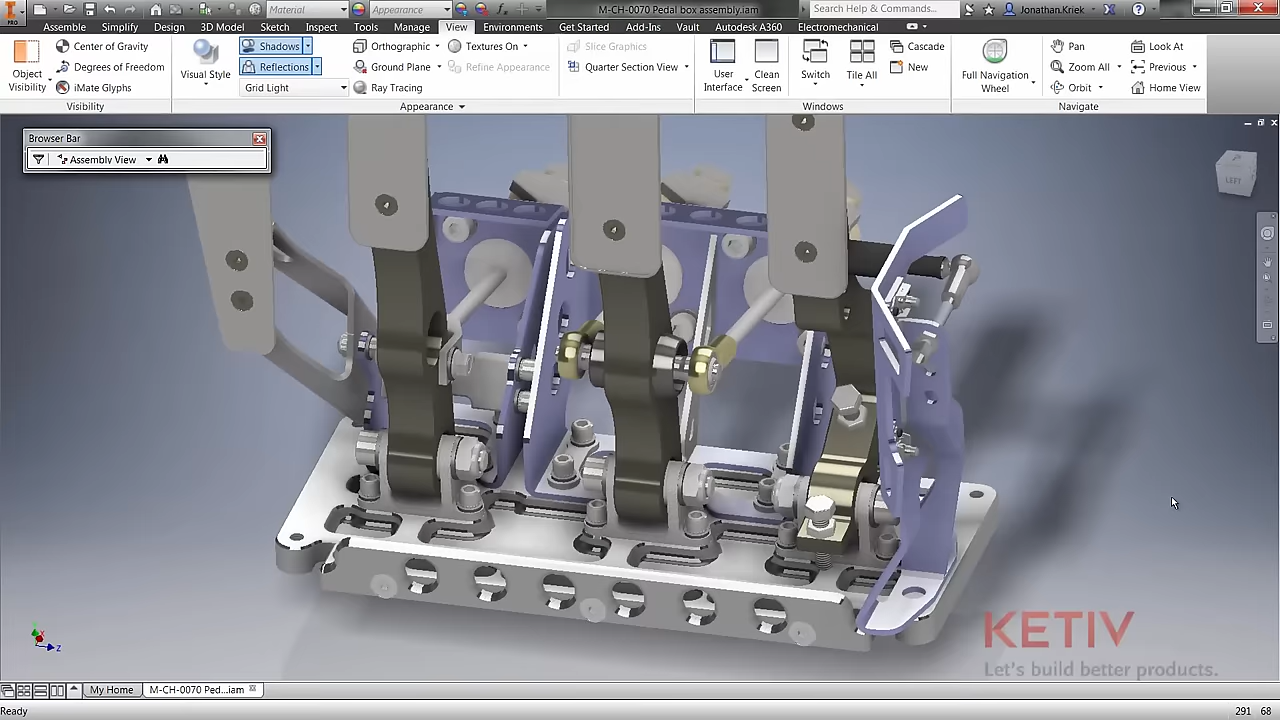 Material
Appearance
M-CH-0070 Pedal box assembly.iam
Search Help & Commands...
Jonathan.Kriek
PRO
Assemble Simplify Design 3D Model Sketch Inspect Tools Manage View Environments Get Started Add-Ins Vault Autodesk A360 Electromechanical
Object Visibility
Center of Gravity
Degrees of Freedom
iMate Glyphs
Visibility
Visual Style
Shadows
Reflections
Grid Light
Orthographic
Ground Plane
Ray Tracing
Textures On
Refine Appearance
Appearance
Slice Graphics
Quarter Section View
User Interface
Clean Screen
Switch
Tile All
Cascade
New
Windows
Full Navigation Wheel
Pan
Zoom All
Orbit
Look At
Previous
Home View
Navigate
Browser Bar
Assembly View
LEFT
KETIV
Let's build better products.
Z
My Home
M-CH-0070 Ped...iam
Ready
291 68